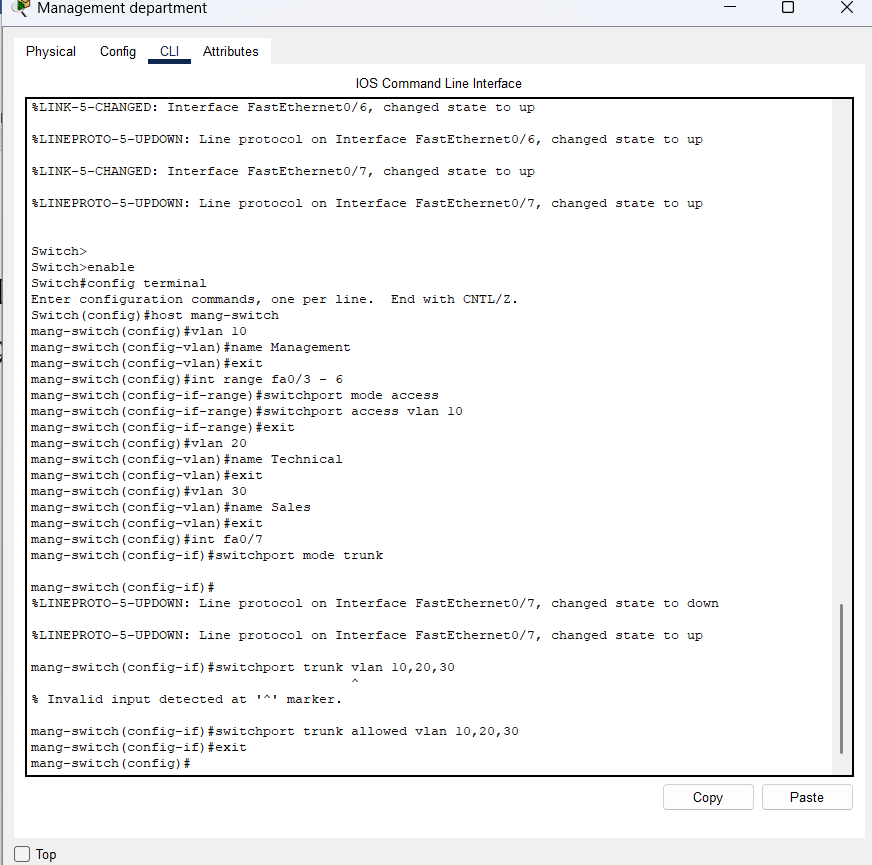 Management department
Physical Config CLI Attributes
IOS Command Line Interface
%LINK-5-CHANGED: Interface FastEthernet0/6, changed state to up
%LINEPROTO-5-UPDOWN: Line protocol on Interface FastEthernet0/6, changed state to up
%LINK-5-CHANGED: Interface FastEthernet0/7, changed state to up
%LINEPROTO-5-UPDOWN: Line protocol on Interface FastEthernet0/7, changed state to up
Switch>
Switch>enable
Switch#config terminal
Enter configuration commands, one per line.  End with CNTL/Z.
Switch(config)#host mang-switch
mang-switch(config)#vlan 10
mang-switch(config-vlan)#name Management
mang-switch(config-vlan)#exit
mang-switch(config)#int range fa0/3 - 6
mang-switch(config-if-range)#switchport mode access
mang-switch(config-if-range)#switchport access vlan 10
mang-switch(config-if-range)#exit
mang-switch(config)#vlan 20
mang-switch(config-vlan)#name Technical
mang-switch(config-vlan)#exit
mang-switch(config)#vlan 30
mang-switch(config-vlan)#name Sales
mang-switch(config-vlan)#exit
mang-switch(config)#int fa0/7
mang-switch(config-if)#switchport mode trunk
mang-switch(config-if)#
%LINEPROTO-5-UPDOWN: Line protocol on Interface FastEthernet0/7, changed state to down
%LINEPROTO-5-UPDOWN: Line protocol on Interface FastEthernet0/7, changed state to up
mang-switch(config-if)#switchport trunk vlan 10,20,30
^
% Invalid input detected at '^' marker.
mang-switch(config-if)#switchport trunk allowed vlan 10,20,30
mang-switch(config-if)#exit
mang-switch(config)#
Copy Paste
Top